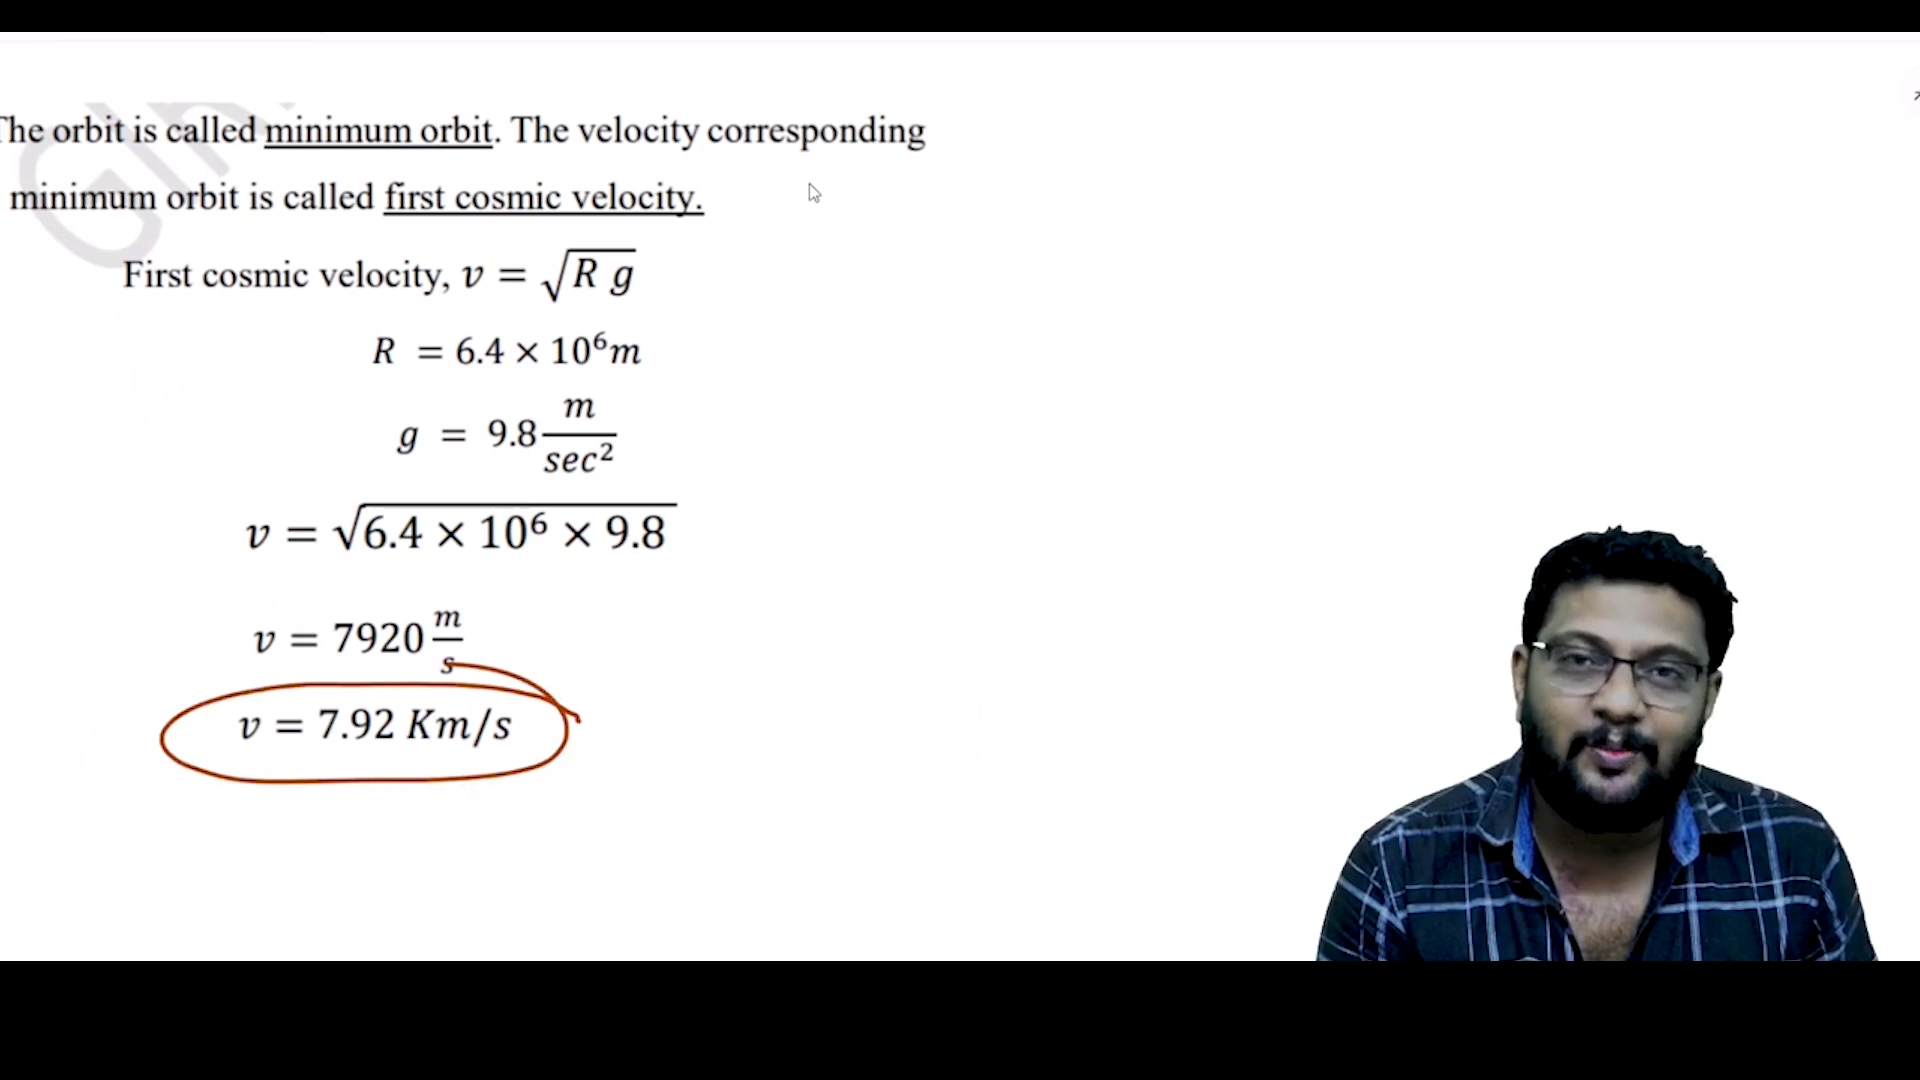 The orbit is called minimum orbit. The velocity corresponding
minimum orbit is called first cosmic velocity.
First cosmic velocity, v = √R g
R = 6.4 × 10⁶m
g = 9.8 m/sec²
v = √6.4 × 10⁶ × 9.8
v = 7920 m/s
v = 7.92 Km/s